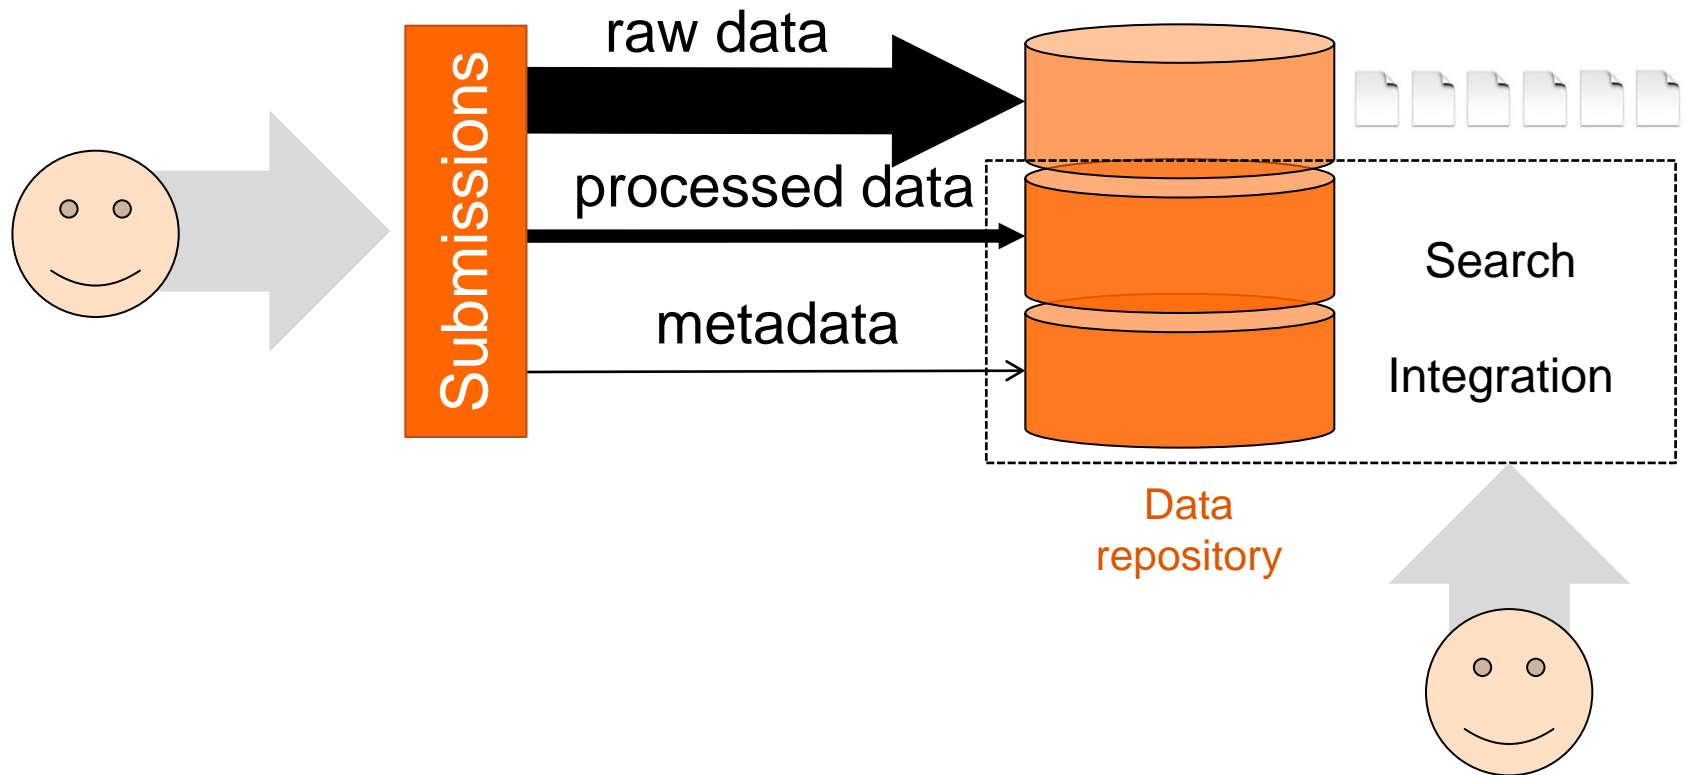 Submissions
raw data
processed data
metadata
Search
Integration
Data
repository